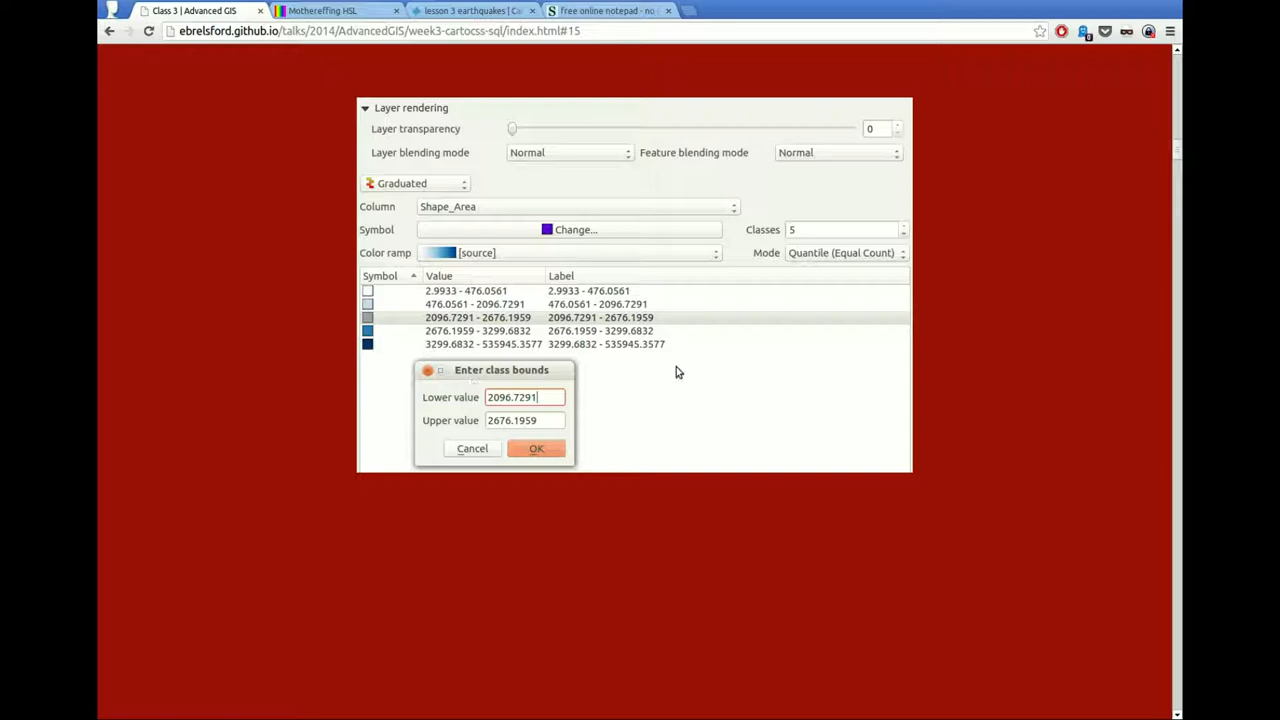 Class 3 | Advanced GIS
Mothereffing HSL
lesson 3 earthquakes | Ca
free online notepad - no
ebrelsford.github.io/talks/2014/AdvancedGIS/week3-cartocss-sql/index.html#15
Layer rendering
Layer transparency 0
Layer blending mode Normal Feature blending mode Normal
Graduated
Column Shape_Area
Symbol Change... Classes 5
Color ramp [source] Mode Quantile (Equal Count)
Symbol Value Label
2.9933 - 476.0561 2.9933 - 476.0561
476.0561 - 2096.7291 476.0561 - 2096.7291
2096.7291 - 2676.1959 2096.7291 - 2676.1959
2676.1959 - 3299.6832 2676.1959 - 3299.6832
3299.6832 - 535945.3577 3299.6832 - 535945.3577
Enter class bounds
Lower value 2096.7291
Upper value 2676.1959
Cancel OK